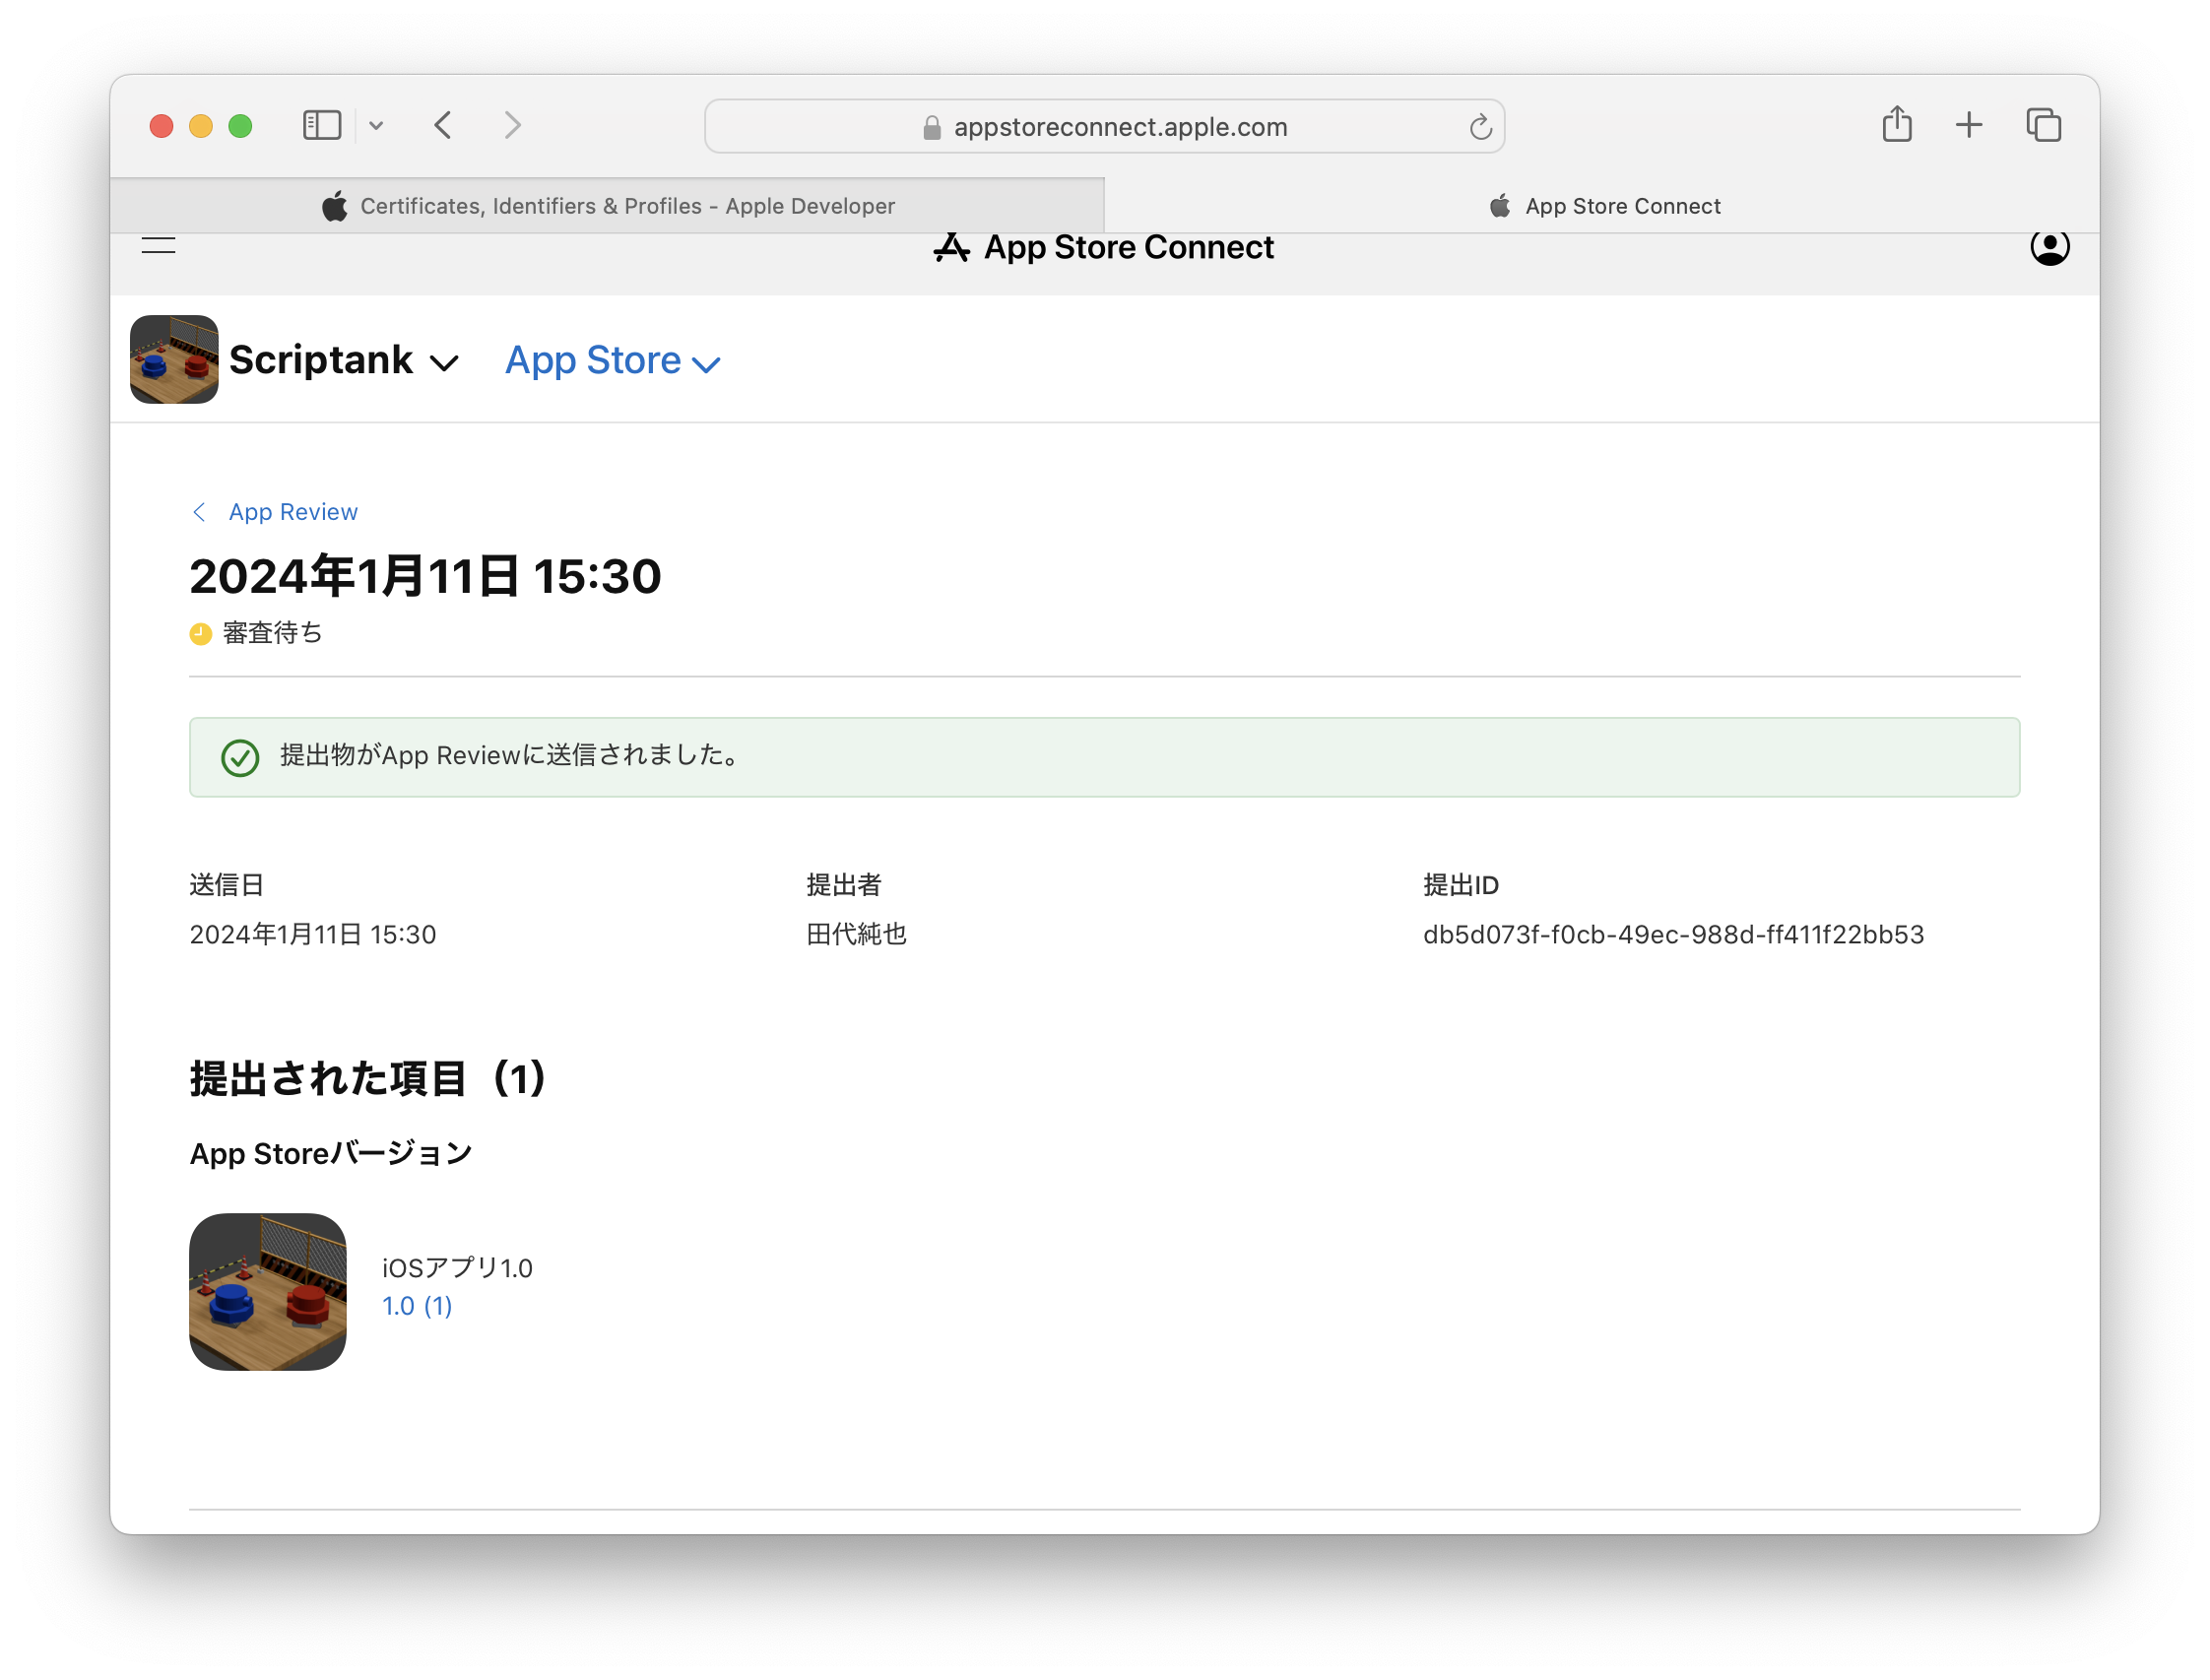 appstoreconnect.apple.com
Certificates, Identifiers & Profiles - Apple Developer
App Store Connect
App Store Connect
Scriptank
App Store
App Review
2024年1月11日 15:30
審査待ち
提出物がApp Reviewに送信されました。
送信日
提出者
提出ID
2024年1月11日 15:30
田代純也
db5d073f-f0cb-49ec-988d-ff411f22bb53
提出された項目（1）
App Storeバージョン
iOSアプリ1.0
1.0 (1)